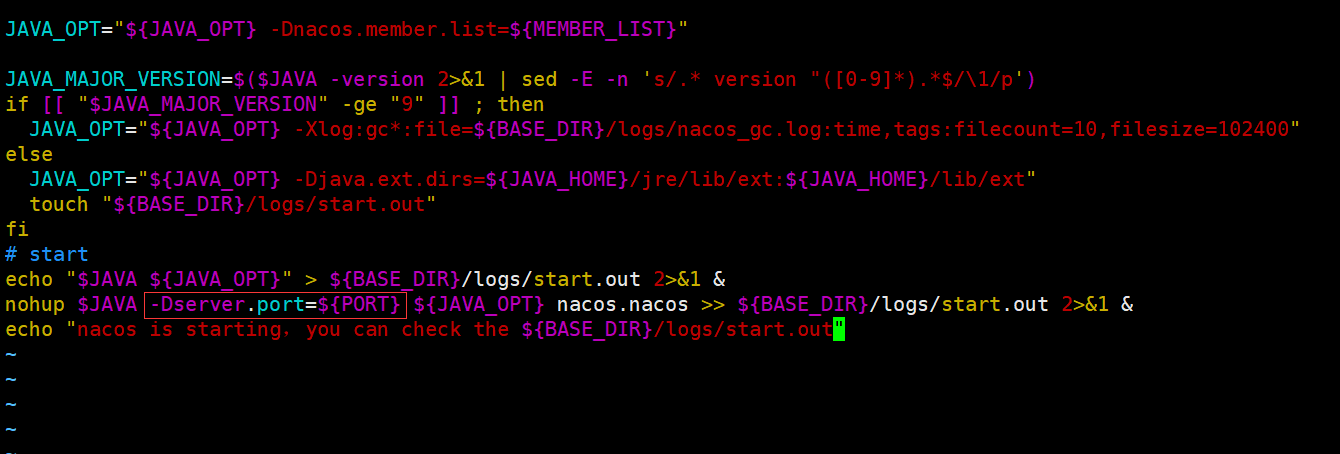 JAVA_OPT="${JAVA_OPT} -Dnacos.member.list=${MEMBER_LIST}"
JAVA_MAJOR_VERSION=$($JAVA -version 2>&1 | sed -E -n 's/.* version "([0-9]*).*$/\1/p')
if [[ "$JAVA_MAJOR_VERSION" -ge "9" ]] ; then
  JAVA_OPT="${JAVA_OPT} -Xlog:gc*:file=${BASE_DIR}/logs/nacos_gc.log:time,tags:filecount=10,filesize=102400"
else
  JAVA_OPT="${JAVA_OPT} -Djava.ext.dirs=${JAVA_HOME}/jre/lib/ext:${JAVA_HOME}/lib/ext"
  touch "${BASE_DIR}/logs/start.out"
fi
# start
echo "$JAVA ${JAVA_OPT}" > ${BASE_DIR}/logs/start.out 2>&1 &
nohup $JAVA -Dserver.port=${PORT} ${JAVA_OPT} nacos.nacos >> ${BASE_DIR}/logs/start.out 2>&1 &
echo "nacos is starting，you can check the ${BASE_DIR}/logs/start.out"
~
~
~
~
~